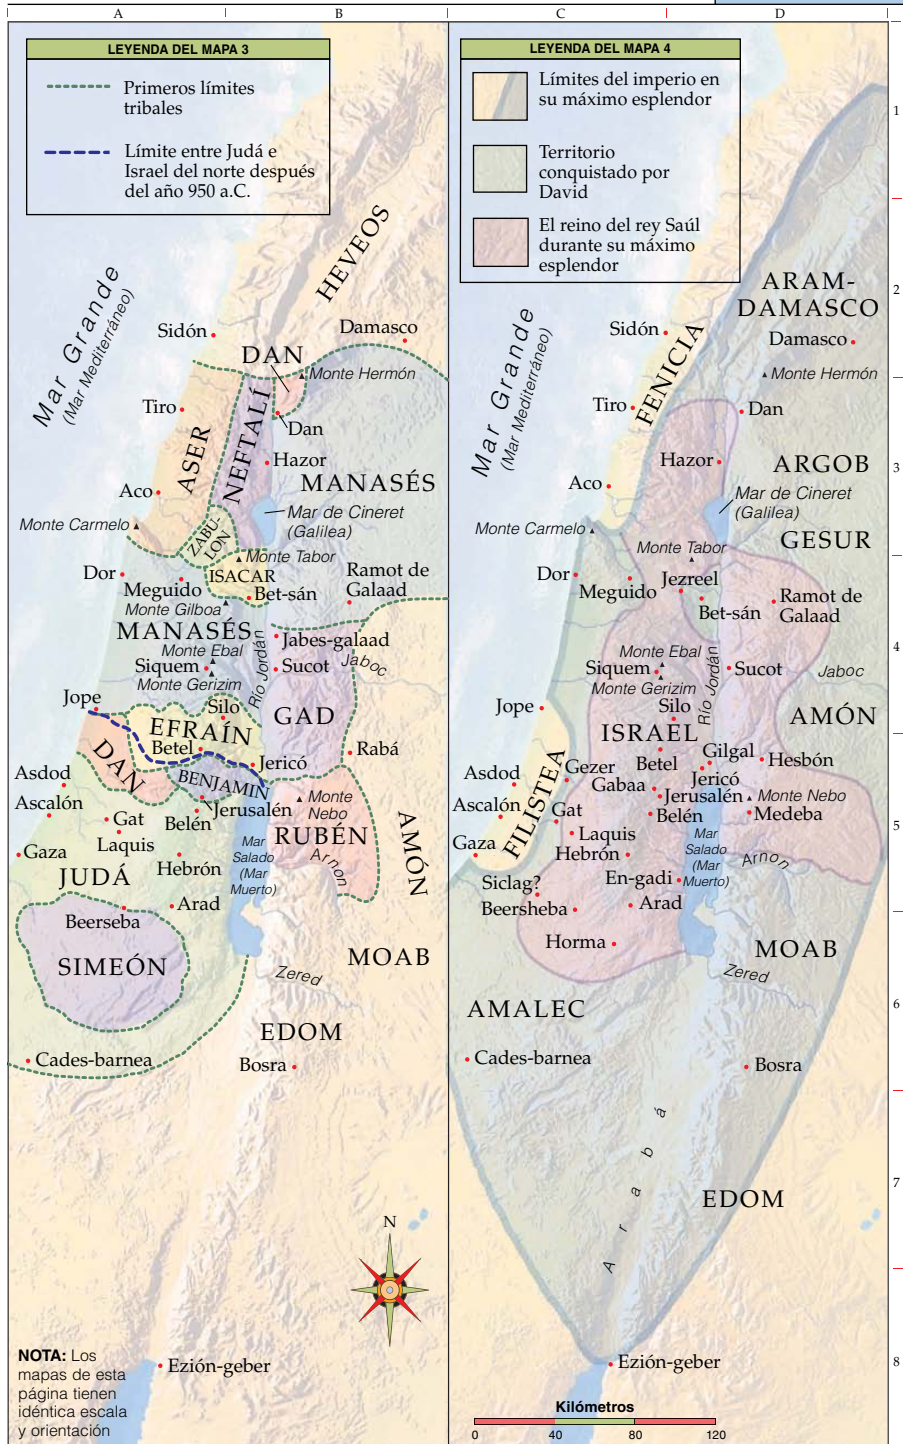 A
B
C
D
LEYENDA DEL MAPA 3
Primeros límites
tribales
Límite entre Judá e
Israel del norte después
del año 950 a.C.
HEVEOS
Mar Grande
(Mar Mediterráneo)
Sidón
Damasco
DAN
Monte Hermón
Tiro
Dan
ASER
NEFTALÍ
Hazor
MANASÉS
Aco
Mar de Cineret
(Galilea)
Monte Carmelo
ZABU-
LON
Monte Tabor
Dor
ISACAR
Meguido
Bet-sán
Ramot de
Galaad
Monte Gilboa
MANASÉS
Jabes-galaad
Monte Ebal
Siquem
Sucot
Jaboc
Monte Gerizim
Río Jordán
Jope
Silo
GAD
EFRAÍN
Betel
Rabá
DAN
Jericó
Asdod
BENJAMIN
Ascalón
Jerusalén
Monte
Nebo
Gat
Belén
Laquis
RUBÉN
Gaza
Mar
Salado
(Mar
Muerto)
Arnon
Hebrón
AMÓN
JUDÁ
Arad
Beerseba
SIMEÓN
MOAB
Zered
EDOM
Cades-barnea
Bosra
N
NOTA: Los
mapas de esta
página tienen
idéntica escala
y orientación
Ezión-geber
LEYENDA DEL MAPA 4
Límites del imperio en
su máximo esplendor
Territorio
conquistado por
David
El reino del rey Saúl
durante su máximo
esplendor
ARAM-
DAMASCO
Mar Grande
(Mar Mediterráneo)
Sidón
FENICIA
Damasco
Monte Hermón
Tiro
Dan
Hazor
ARGOB
Aco
Mar de Cineret
(Galilea)
Monte Carmelo
GESUR
Monte Tabor
Dor
Meguido
Jezreel
Bet-sán
Ramot de
Galaad
Monte Ebal
Siquem
Río Jordán
Sucot
Jaboc
Monte Gerizim
Jope
Silo
AMÓN
ISRAEL
Betel
Gilgal
Hesbón
FILISTEA
Gezer
Jericó
Asdod
Gabaa
Jerusalén
Monte Nebo
Ascalón
Gat
Belén
Medeba
Laquis
Mar
Salado
(Mar
Muerto)
Gaza
Hebrón
Arnon
Siclag?
En-gadi
Beersheba
Arad
Horma
MOAB
Zered
AMALEC
Cades-barnea
Bosra
Arabá
EDOM
Ezión-geber
Kilómetros
0
40
80
120
1
2
3
4
5
6
7
8